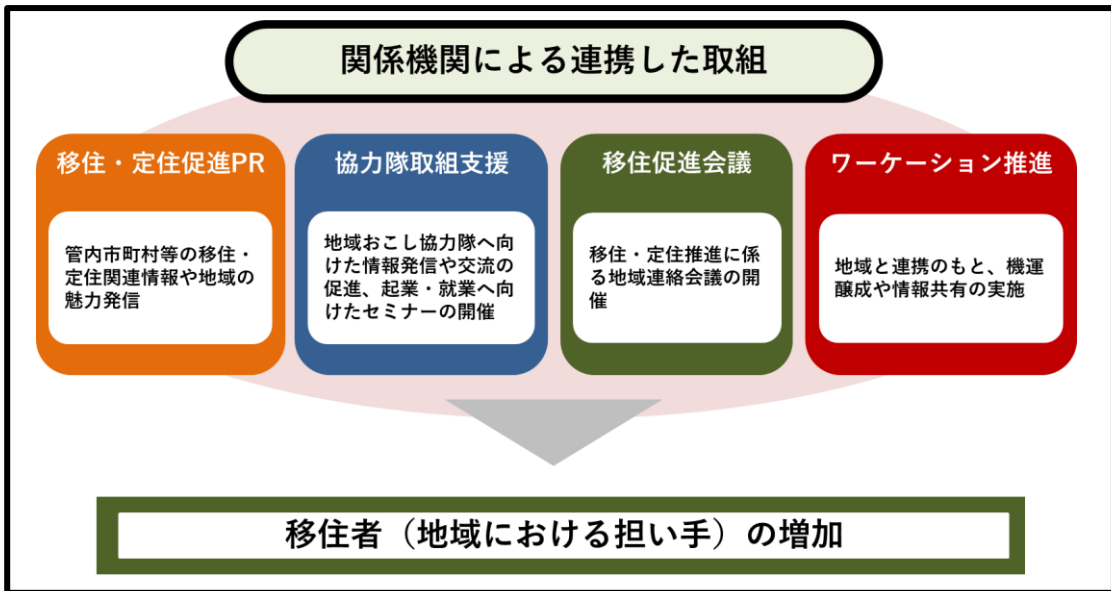 関係機関による連携した取組
移住・定住促進PR
管内市町村等の移住・
定住関連情報や地域の
魅力発信
協力隊取組支援
地域おこし協力隊へ向
けた情報発信や交流の
促進、起業・就業へ向
けたセミナーの開催
移住促進会議
移住・定住推進に係
る地域連絡会議の開
催
ワーケーション推進
地域と連携のもと、機運
醸成や情報共有の実施
移住者（地域における担い手）の増加